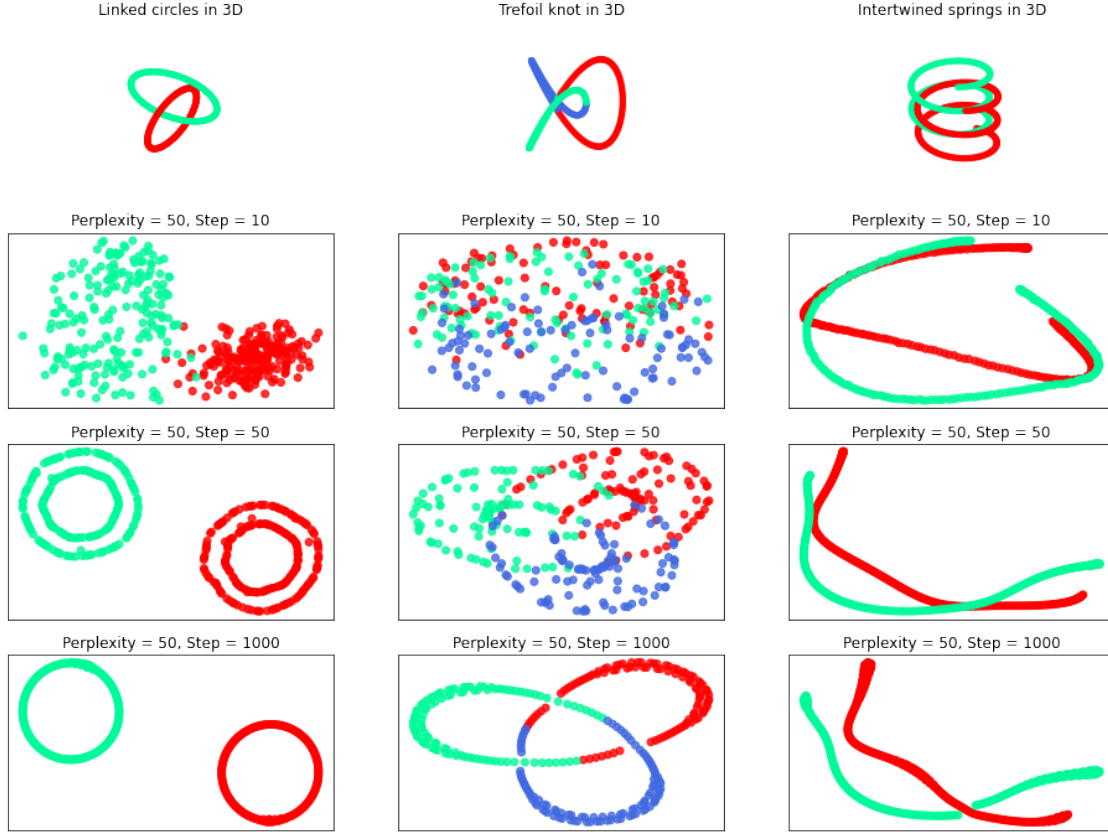 Linked circles in 3D
Trefoil knot in 3D
Intertwined springs in 3D
Perplexity = 50, Step = 10
Perplexity = 50, Step = 10
Perplexity = 50, Step = 10
Perplexity = 50, Step = 50
Perplexity = 50, Step = 50
Perplexity = 50, Step = 50
Perplexity = 50, Step = 1000
Perplexity = 50, Step = 1000
Perplexity = 50, Step = 1000